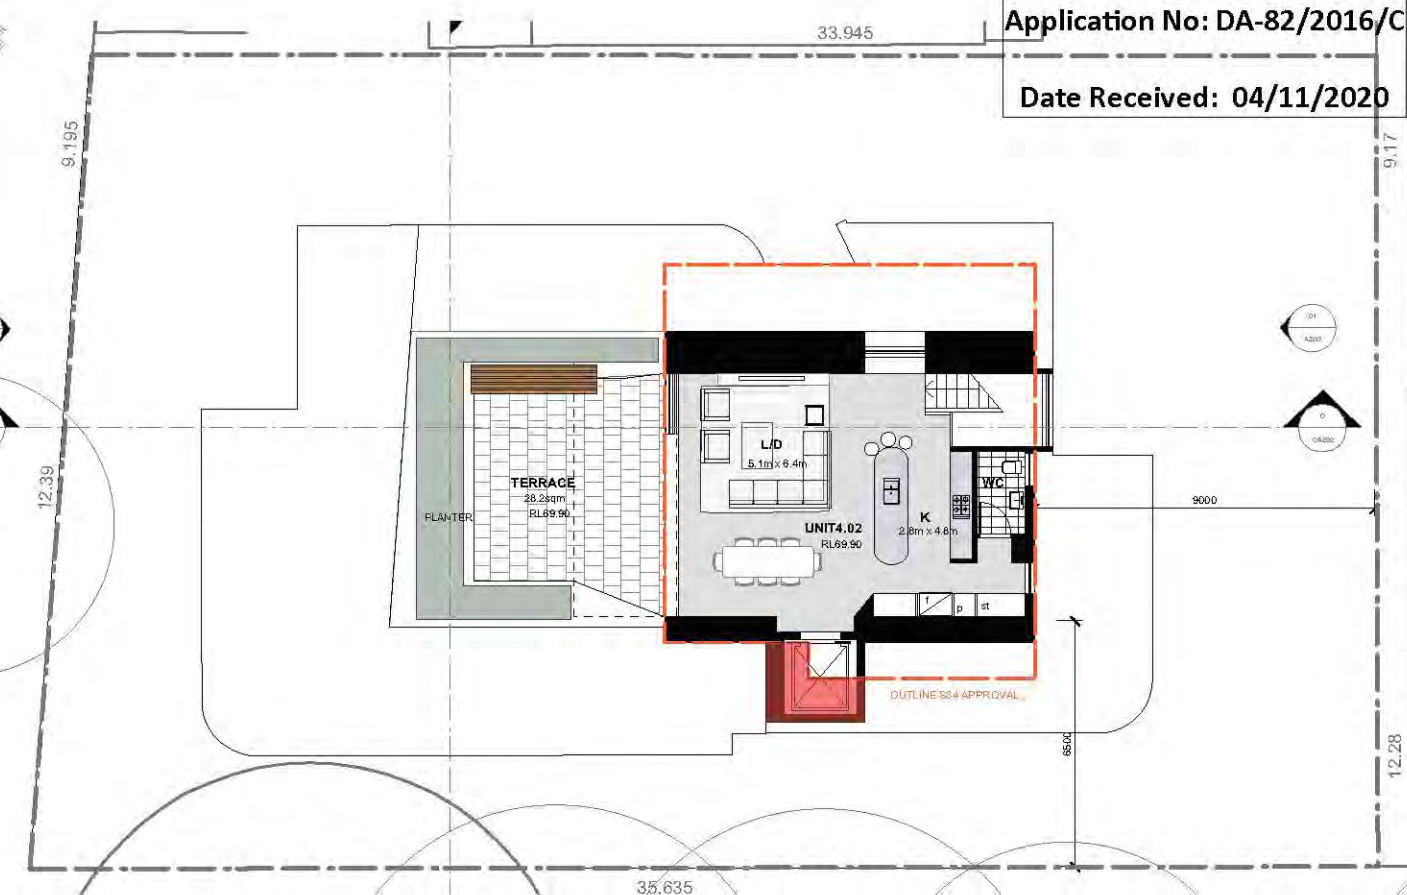 Application No: DA-82/2016/C
Date Received: 04/11/2020
33.945
9.195
9.17
L/D
5.1m x 6.4m
TERRACE
28.2sqm
RL69.90
PLANTER
UNIT4.02
RL69.90
K
2.8m x 4.8m
WC
f
p
st
9000
12.39
OUTLINE S34 APPROVAL
6500
12.28
35.635